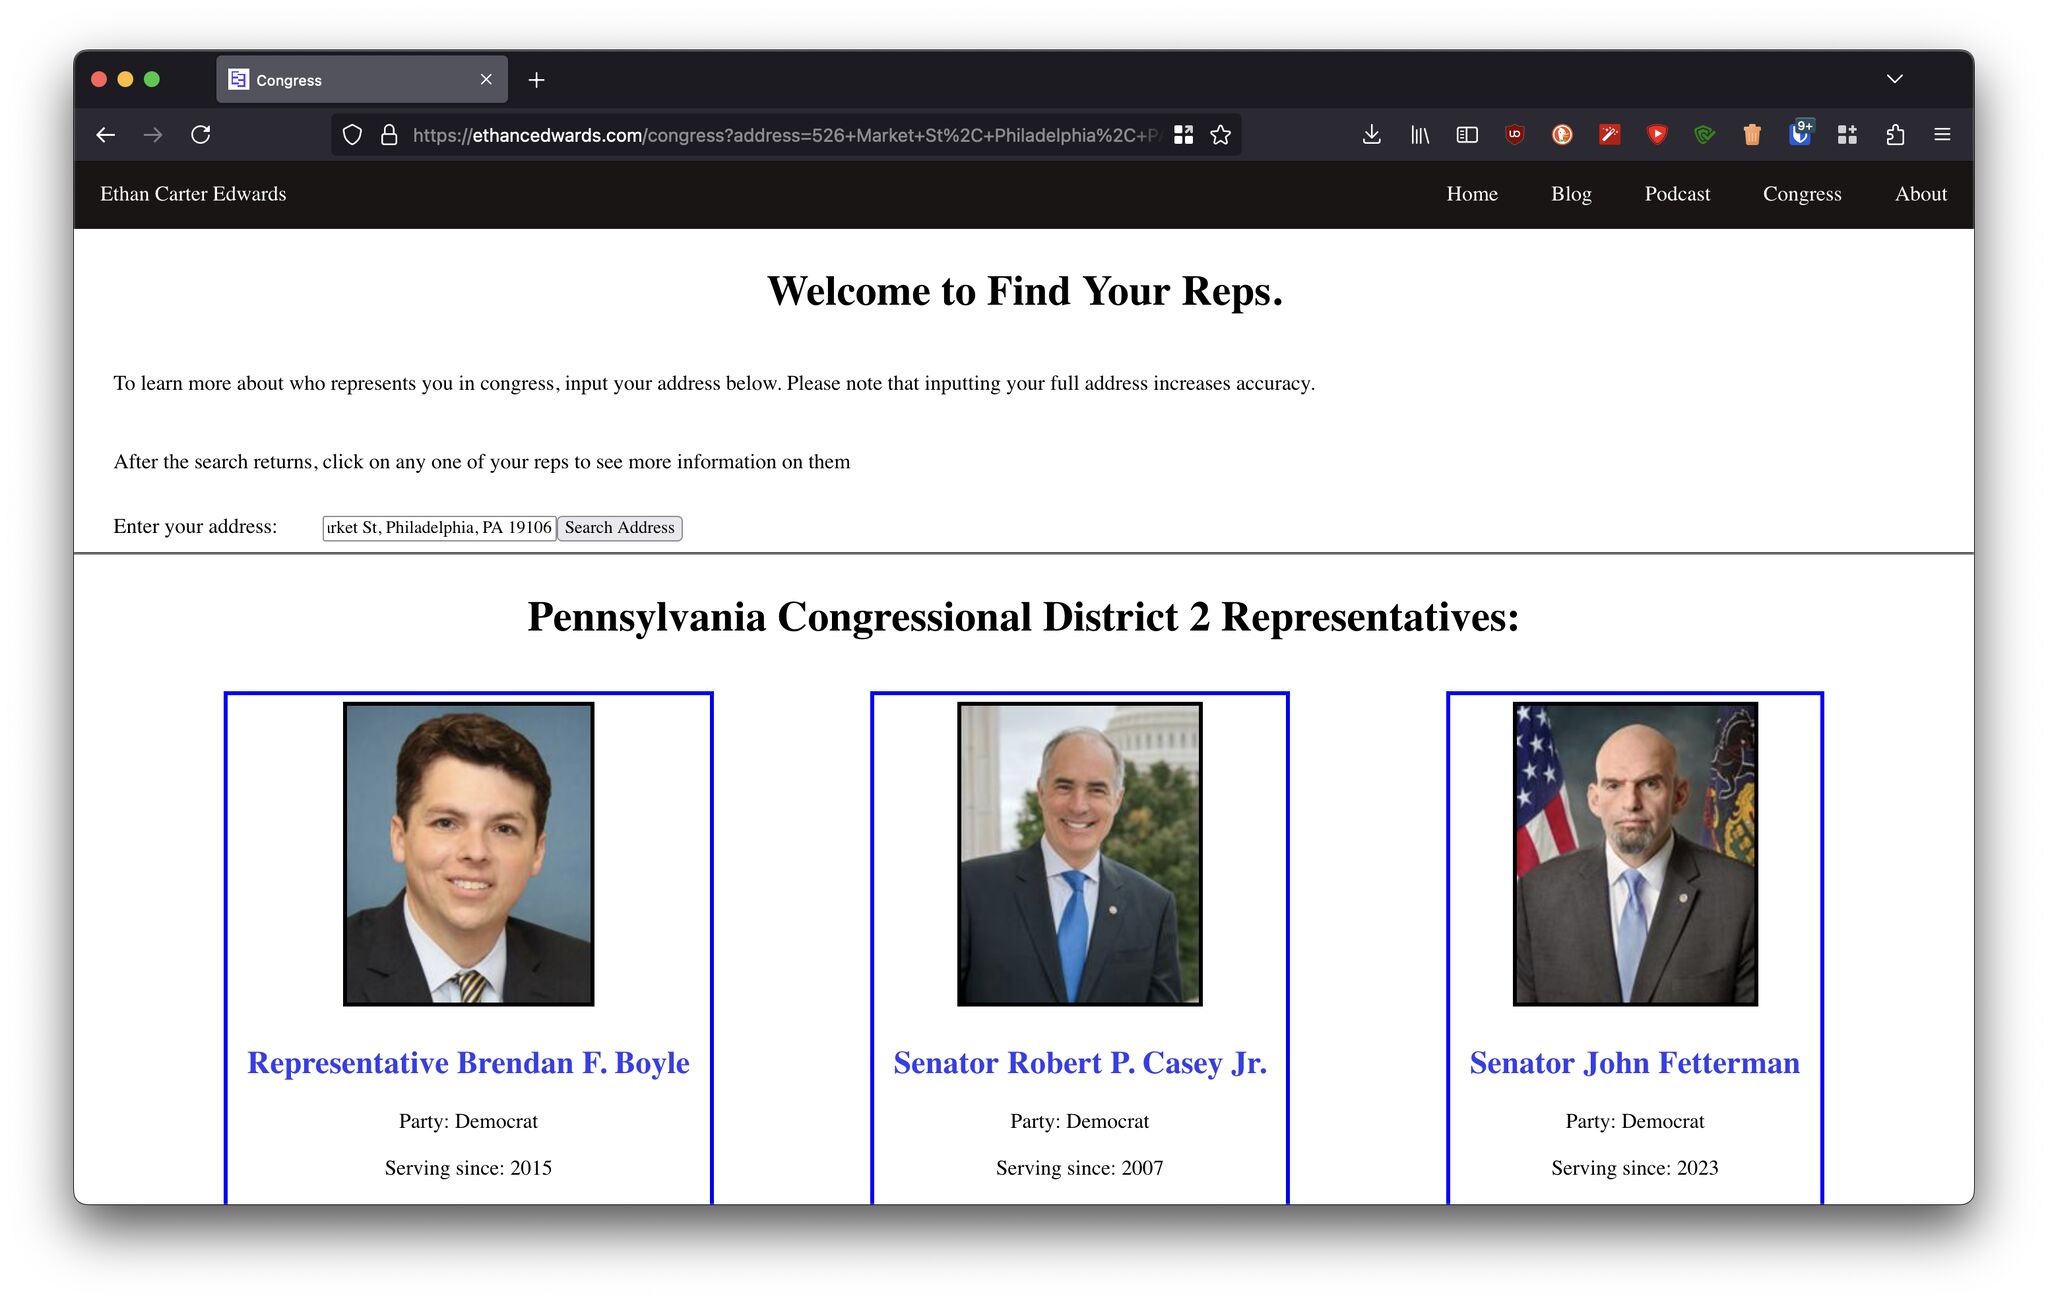 Congress
https://ethancedwards.com/congress?address=526+Market+St%2C+Philadelphia%2C+P
9+
Ethan Carter Edwards
Home
Blog
Podcast
Congress
About
Welcome to Find Your Reps.
To learn more about who represents you in congress, input your address below. Please note that inputting your full address increases accuracy.
After the search returns, click on any one of your reps to see more information on them
Enter your address:
rket St, Philadelphia, PA 19106
Search Address
Pennsylvania Congressional District 2 Representatives:
Representative Brendan F. Boyle
Party: Democrat
Serving since: 2015
Senator Robert P. Casey Jr.
Party: Democrat
Serving since: 2007
Senator John Fetterman
Party: Democrat
Serving since: 2023